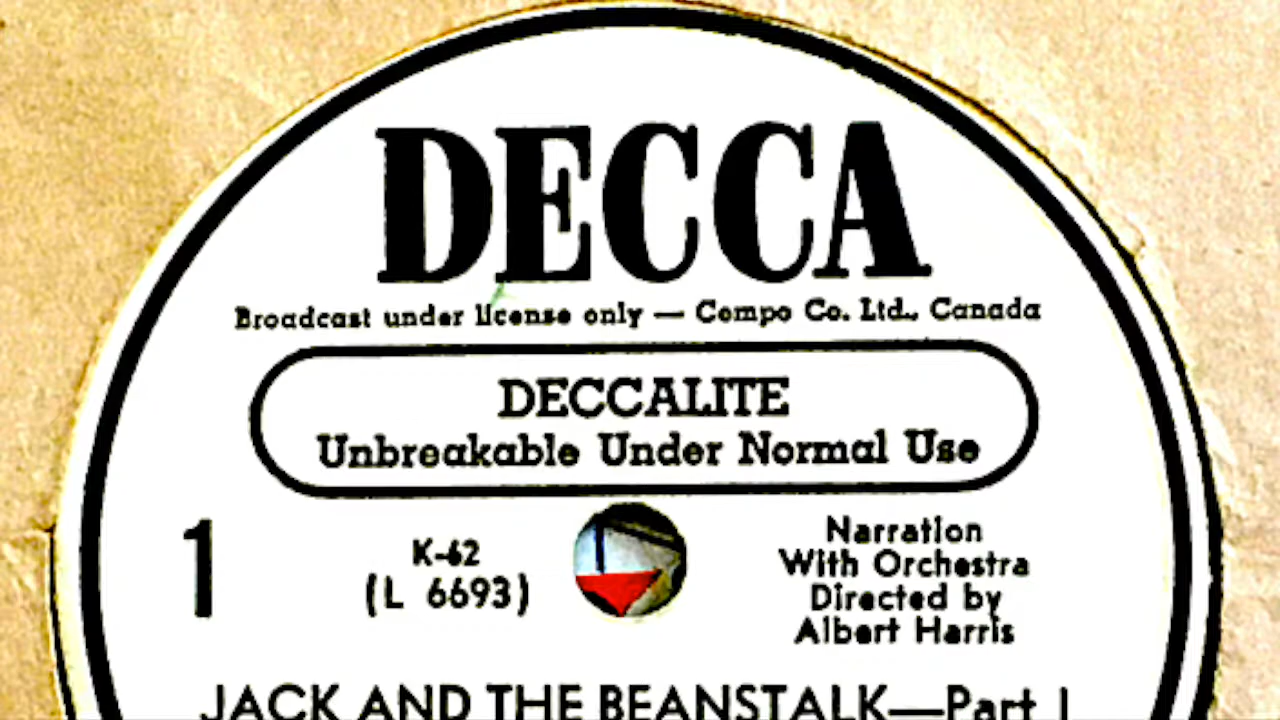 DECCA
Broadcast under license only — Compo Co. Ltd., Canada
DECCALITE
Unbreakable Under Normal Use
1
K-62
(L 6693)
Narration
With Orchestra
Directed by
Albert Harris
JACK AND THE BEANSTALK—Part 1